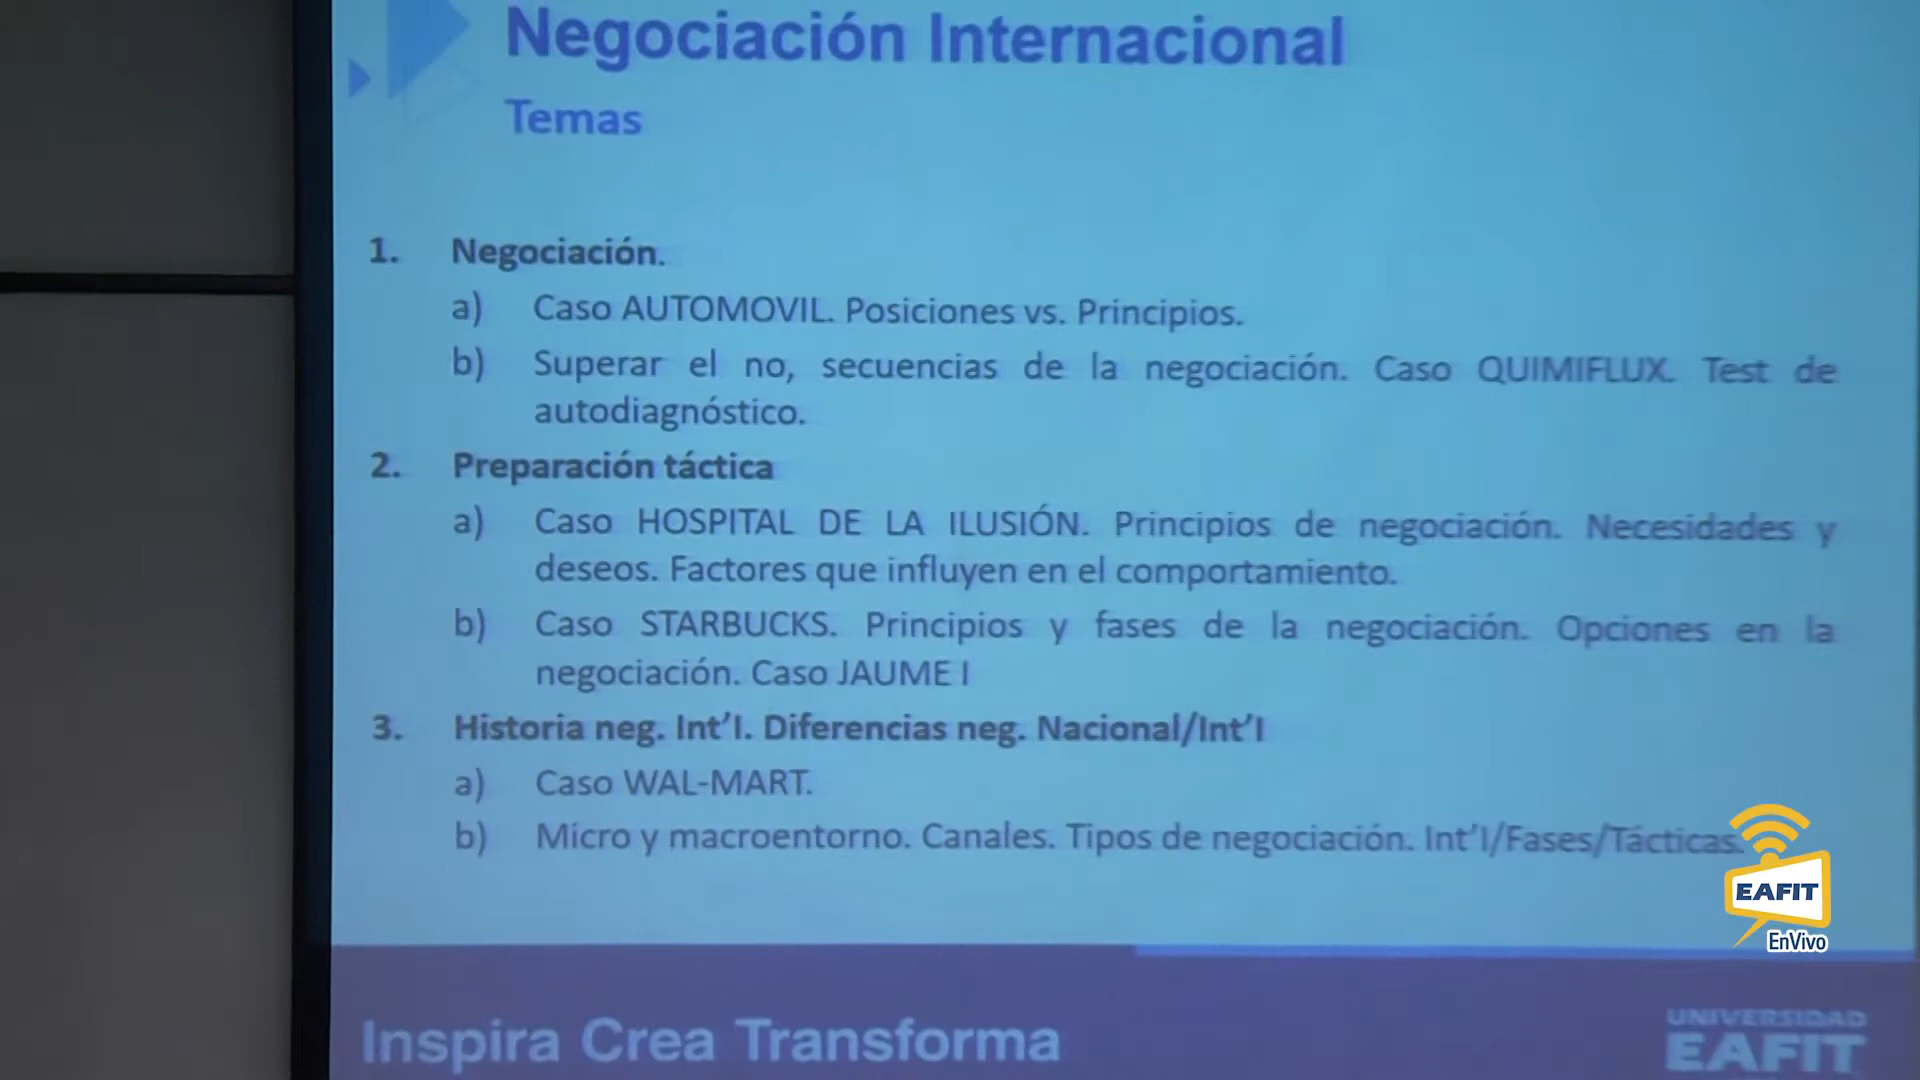 Negociación Internacional
Temas
1. Negociación.
a) Caso AUTOMOVIL. Posiciones vs. Principios.
b) Superar el no, secuencias de la negociación. Caso QUIMIFLUX. Test de
autodiagnóstico.
2. Preparación táctica
a) Caso HOSPITAL DE LA ILUSIÓN. Principios de negociación. Necesidades y
deseos. Factores que influyen en el comportamiento.
b) Caso STARBUCKS. Principios y fases de la negociación. Opciones en la
negociación. Caso JAUME I
3. Historia neg. Int’l. Diferencias neg. Nacional/Int’l
a) Caso WAL-MART.
b) Micro y macroentorno. Canales. Tipos de negociación. Int’l/Fases/Tácticas.
EAFIT
EnVivo
Inspira Crea Transforma
UNIVERSIDAD
EAFIT